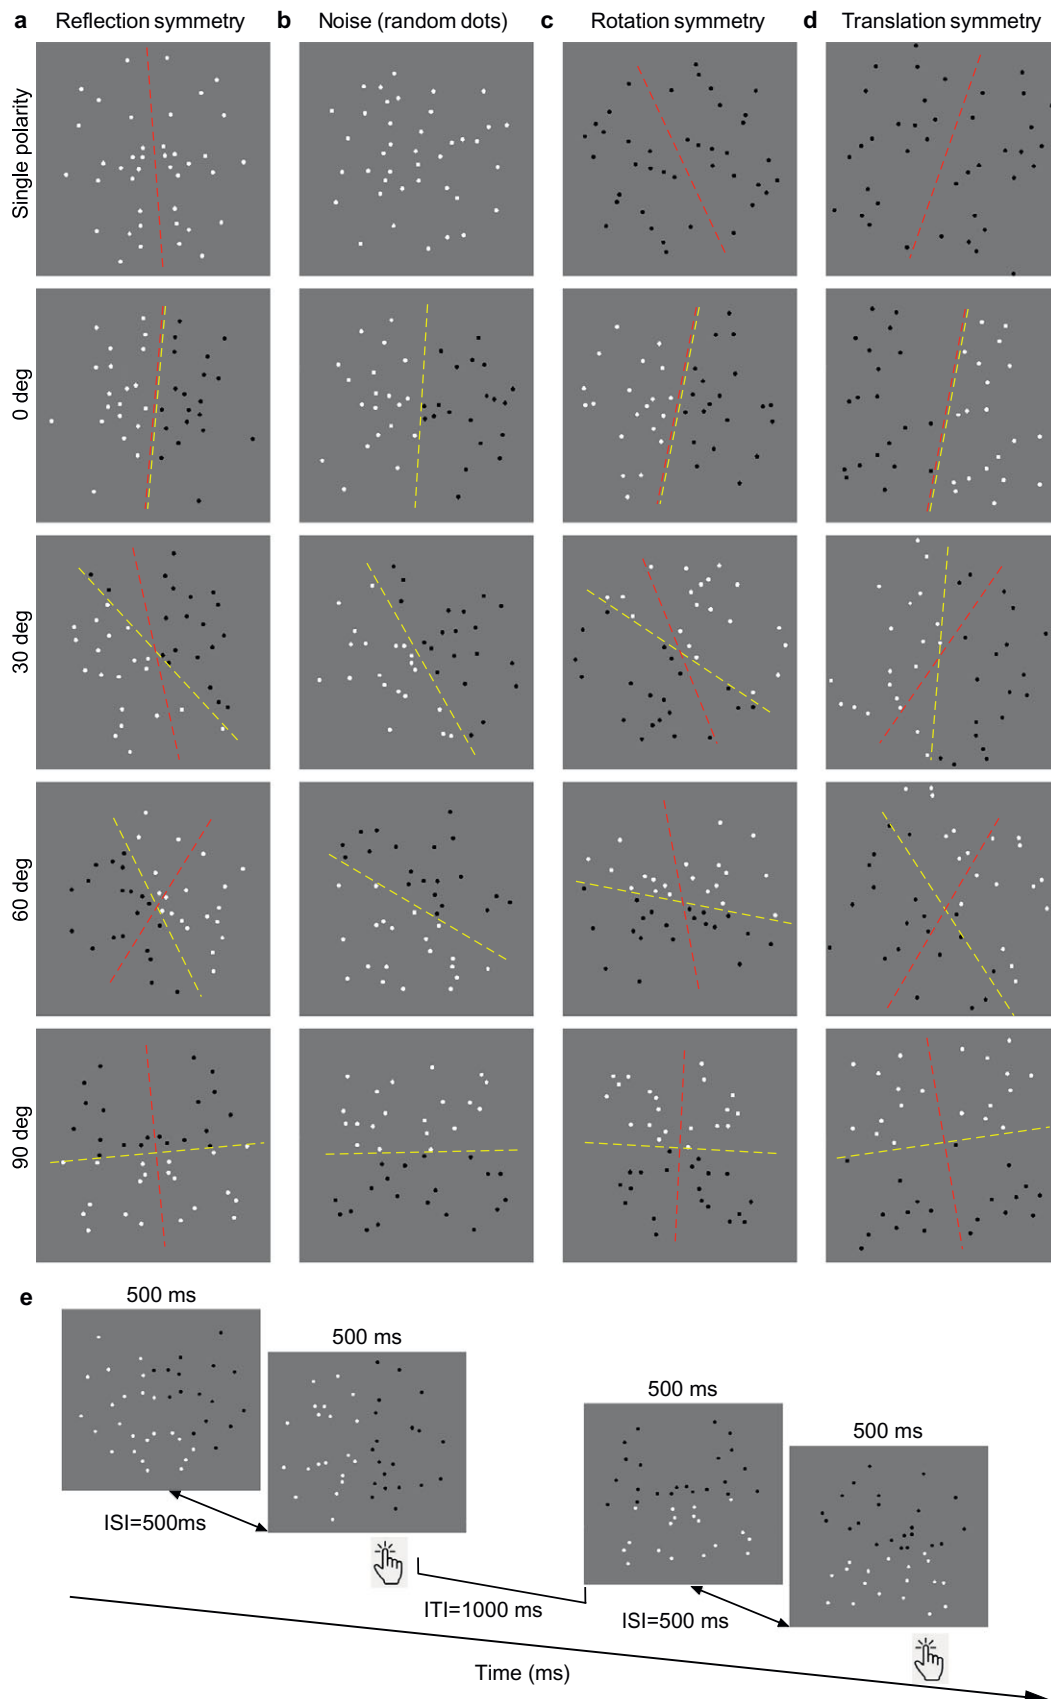 a Reflection symmetry b Noise (random dots) c Rotation symmetry d Translation symmetry
Single polarity
0 deg
30 deg
60 deg
90 deg
e
500 ms
500 ms
ISI=500ms
ITI=1000 ms
500 ms
500 ms
ISI=500 ms
Time (ms)